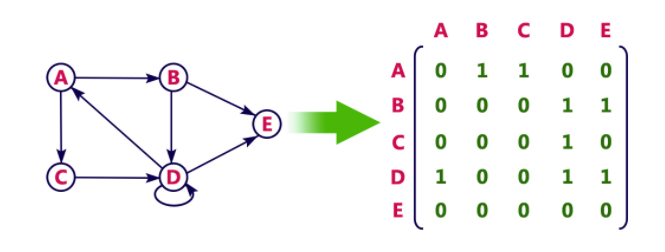 A B C D E
A B
A 0 1 1 0 0
B 0 0 0 1 1
E
C 0 0 0 1 0
C D
D 1 0 0 1 1
E 0 0 0 0 0